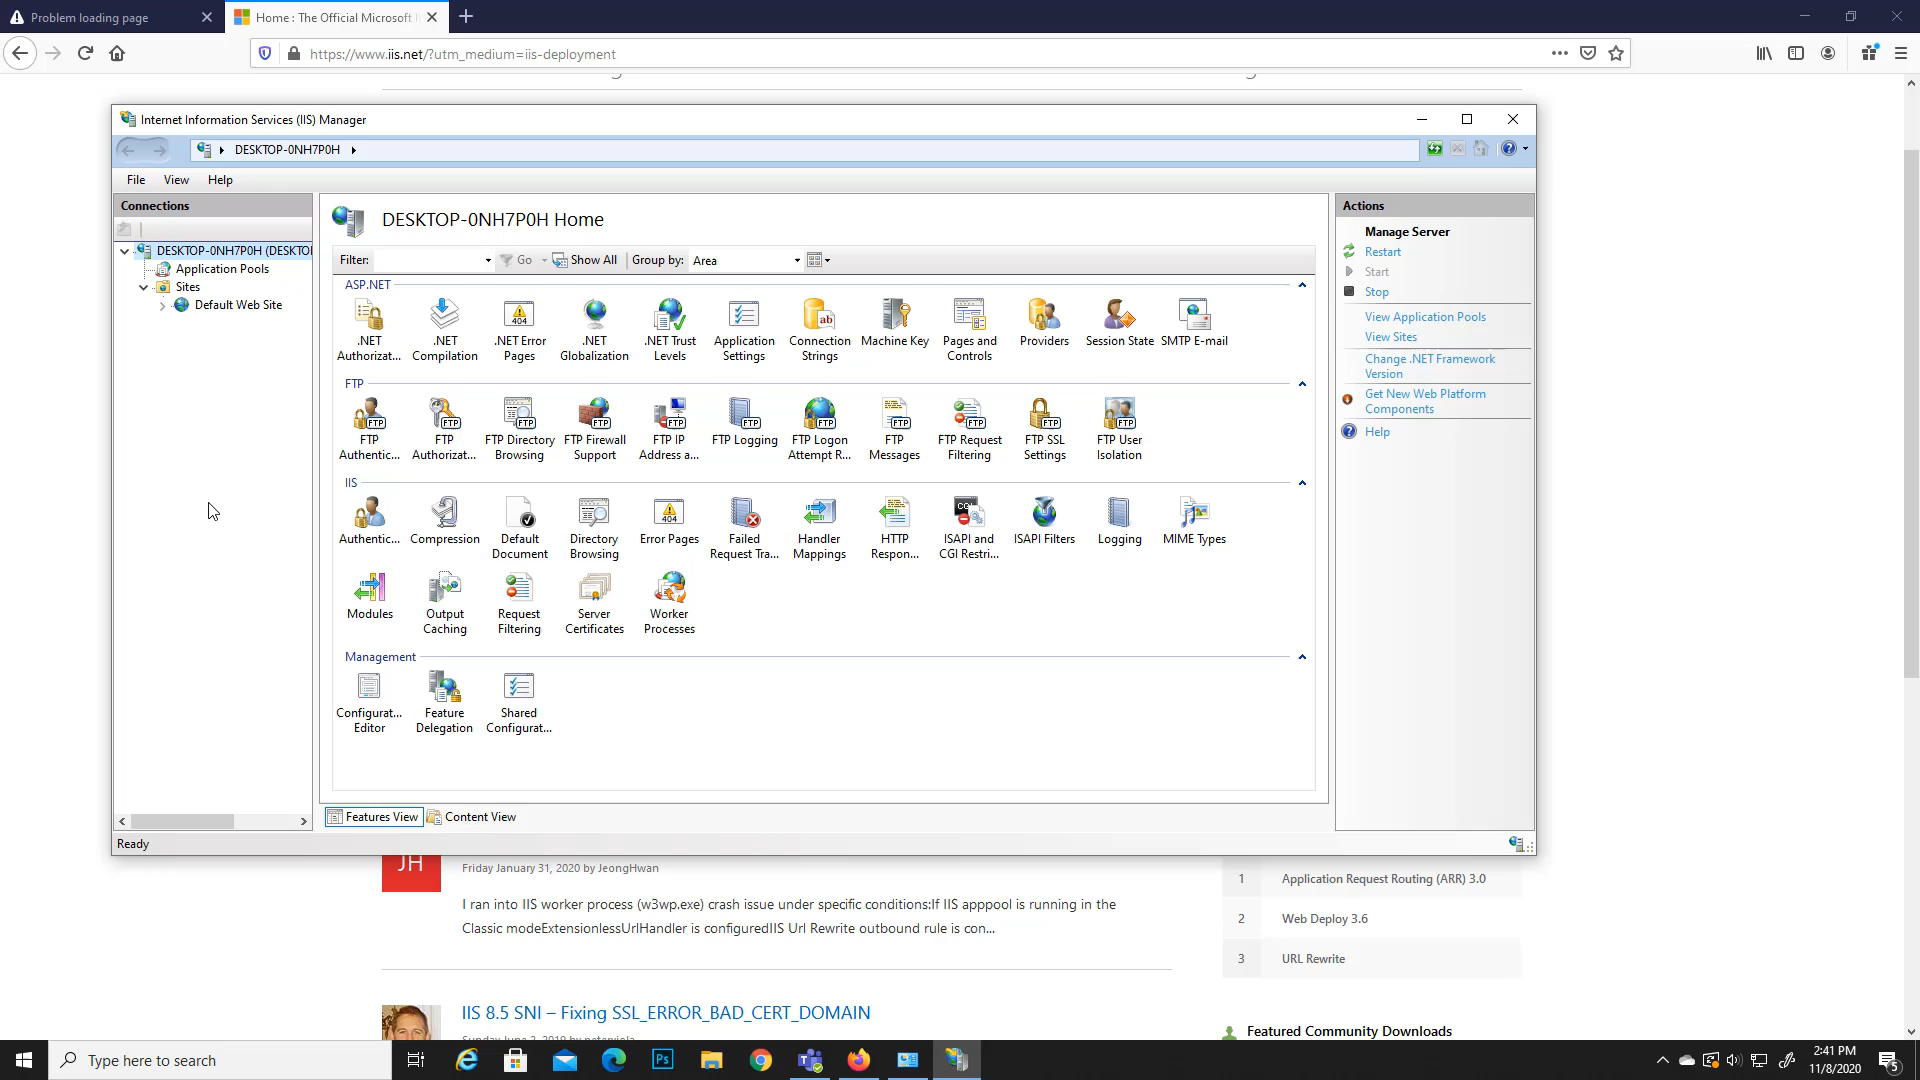 Problem loading page
Home : The Official Microsoft
https://www.iis.net/?utm_medium=iis-deployment
Internet Information Services (IIS) Manager
DESKTOP-0NH7P0H
File View Help
Connections
DESKTOP-0NH7P0H (DESKTO
Application Pools
Sites
Default Web Site
DESKTOP-0NH7P0H Home
Filter: Go Show All Group by: Area
ASP.NET
.NET Authorizat...
.NET Compilation
.NET Error Pages
.NET Globalization
.NET Trust Levels
Application Settings
Connection Strings
Machine Key
Pages and Controls
Providers
Session State
SMTP E-mail
FTP
FTP Authentic...
FTP Authorizat...
FTP Directory Browsing
FTP Firewall Support
FTP IP Address a...
FTP Logging
FTP Logon Attempt R...
FTP Messages
FTP Request Filtering
FTP SSL Settings
FTP User Isolation
IIS
Authentic...
Compression
Default Document
Directory Browsing
Error Pages
Failed Request Tra...
Handler Mappings
HTTP Respon...
ISAPI and CGI Restri...
ISAPI Filters
Logging
MIME Types
Modules
Output Caching
Request Filtering
Server Certificates
Worker Processes
Management
Configurat... Editor
Feature Delegation
Shared Configurat...
Features View
Content View
Ready
Actions
Manage Server
Restart
Start
Stop
View Application Pools
View Sites
Change .NET Framework
Version
Get New Web Platform
Components
Help
JH
Friday January 31, 2020 by JeongHwan
I ran into IIS worker process (w3wp.exe) crash issue under specific conditions:If IIS apppool is running in the
Classic modeExtensionlessUrlHandler is configuredIIS Url Rewrite outbound rule is con...
IIS 8.5 SNI – Fixing SSL_ERROR_BAD_CERT_DOMAIN
1 Application Request Routing (ARR) 3.0
2 Web Deploy 3.6
3 URL Rewrite
Featured Community Downloads
Type here to search
2:41 PM
11/8/2020
5